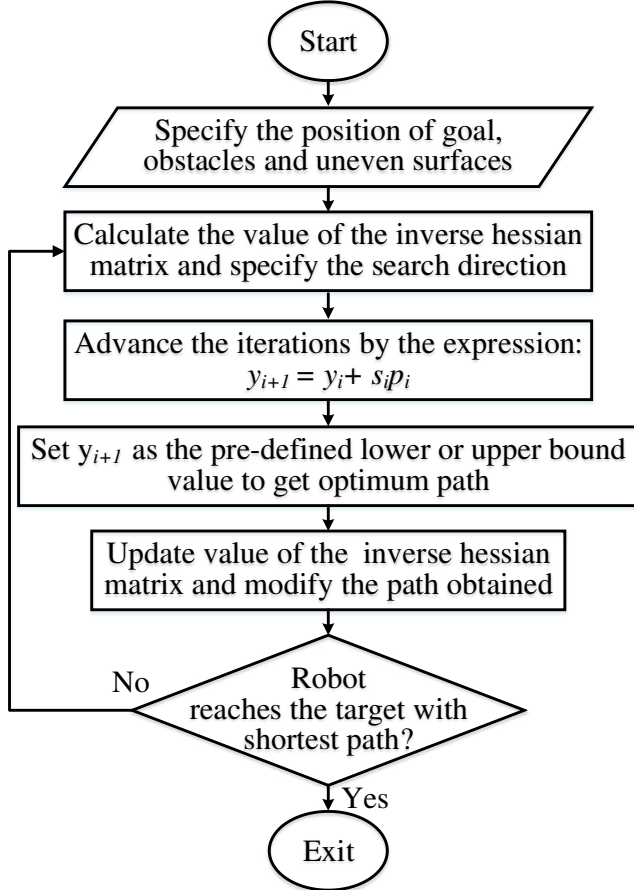 Start
Specify the position of goal,
obstacles and uneven surfaces
Calculate the value of the inverse hessian
matrix and specify the search direction
Advance the iterations by the expression:
yᵢ₊₁ = yᵢ+ sᵢpᵢ
Set yᵢ₊₁ as the pre-defined lower or upper bound
value to get optimum path
Update value of the inverse hessian
matrix and modify the path obtained
No
Robot
reaches the target with
shortest path?
Yes
Exit